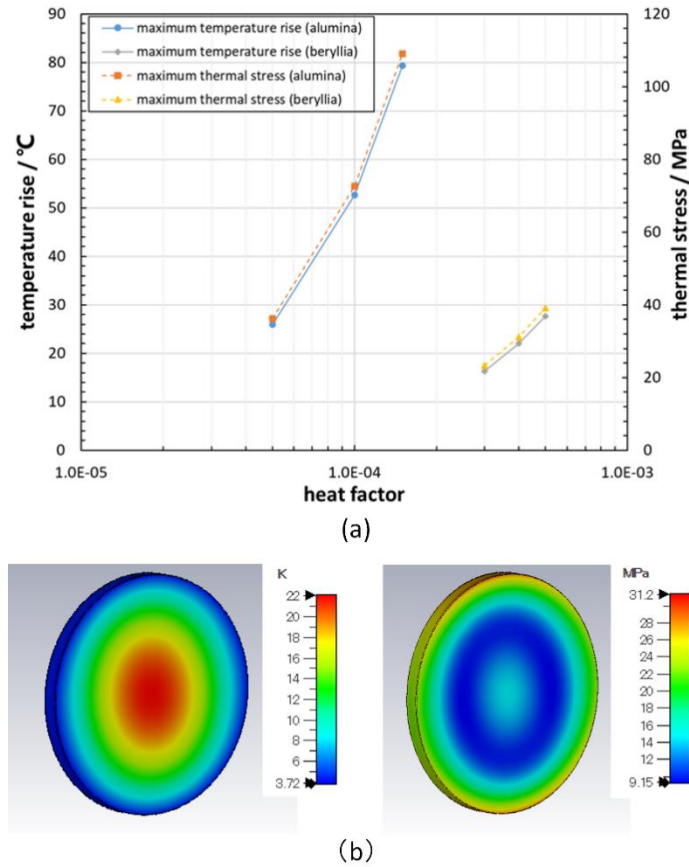 maximum temperature rise (alumina)
maximum temperature rise (beryllia)
maximum thermal stress (alumina)
maximum thermal stress (beryllia)
temperature rise / ℃
90
80
70
60
50
40
30
20
10
0
thermal stress / MPa
120
100
80
60
40
20
0
1.0E-05
1.0E-04
1.0E-03
heat factor
(a)
K
22
20
18
16
14
12
10
8
6
3.72
MPa
31.2
28
26
24
22
20
18
16
14
12
9.15
(b)